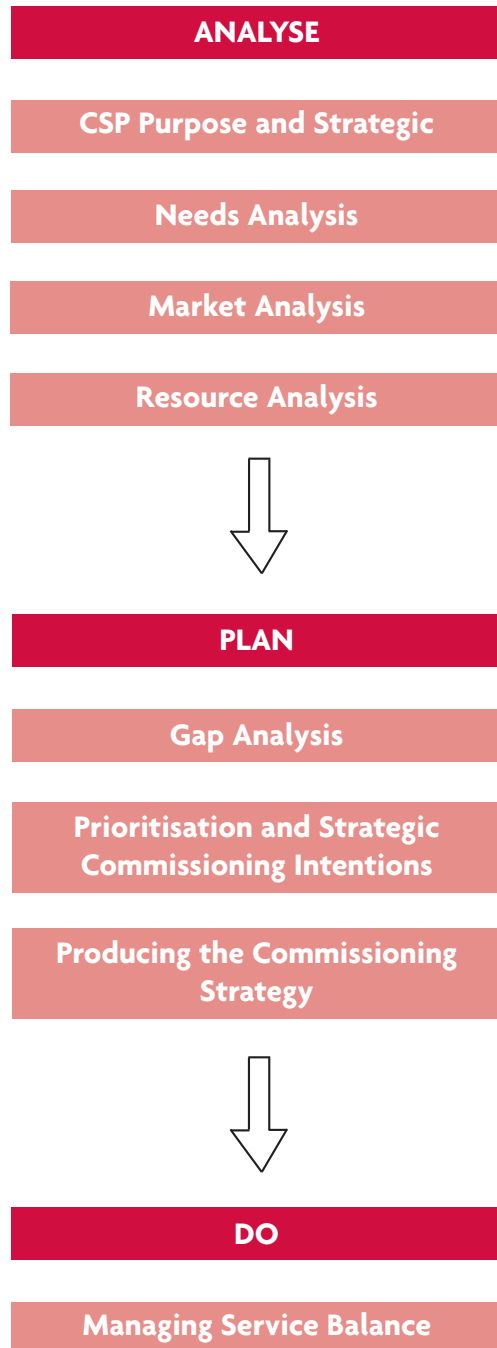 ANALYSE
CSP Purpose and Strategic
Needs Analysis
Market Analysis
Resource Analysis
PLAN
Gap Analysis
Prioritisation and Strategic
Commissioning Intentions
Producing the Commissioning
Strategy
DO
Managing Service Balance